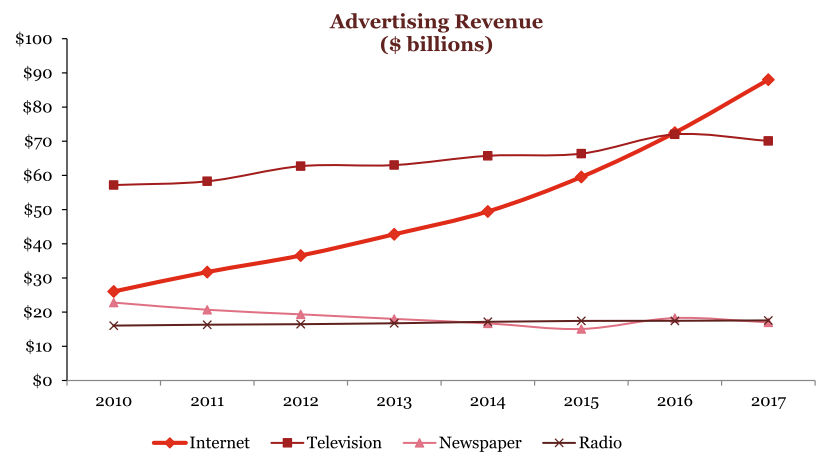 Advertising Revenue
($ billions)
$100
$90
$80
$70
$60
$50
$40
$30
$20
$10
$0
2010 2011 2012 2013 2014 2015 2016 2017
Internet Television Newspaper Radio